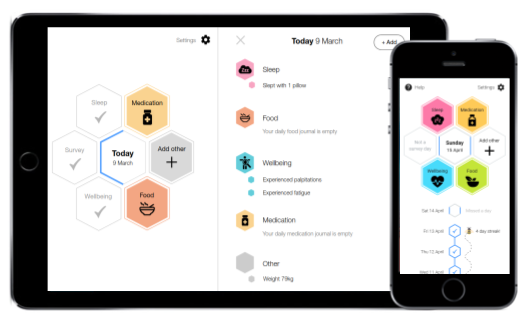 Settings
Sleep
Medication
Survey
Today
9 March
Add other
Wellbeing
Food
Today 9 March
+ Add
Sleep
Slept with 1 pillow
Food
Your daily food journal is empty
Wellbeing
Experienced palpitations
Experienced fatigue
Medication
Your daily medication journal is empty
Other
Weight 79kg
Help
Settings
Sleep
Medication
Not a
survey day
Sunday
15 April
Add other
Wellbeing
Food
Sat 14 April
Missed a day
Fri 13 April
4 day streak!
Thu 12 April
Wed 11 April